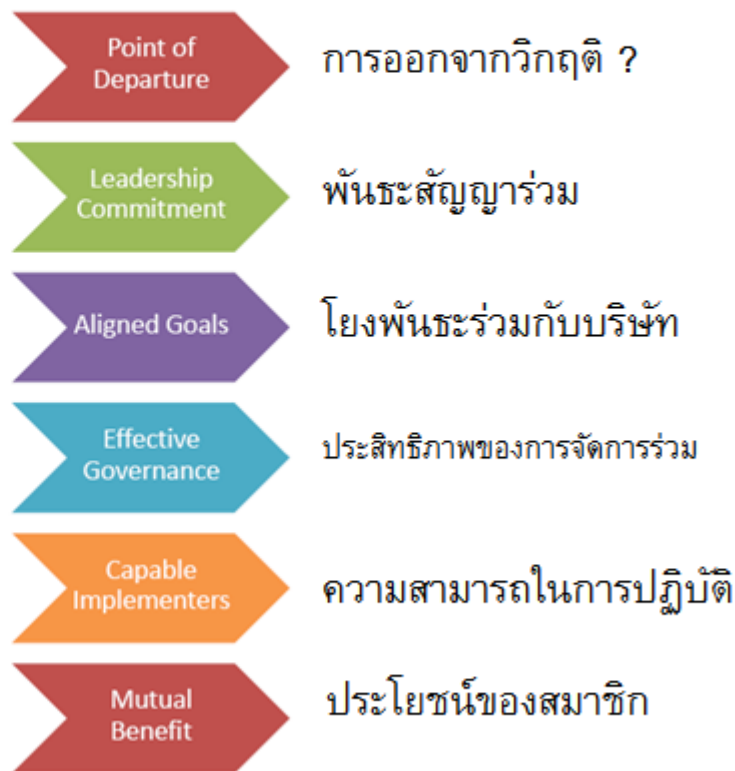 Point of
Departure
การออกจากวิกฤติ ?
Leadership
Commitment
พันธะสัญญาร่วม
Aligned Goals
โยงพันธะร่วมกับบริษัท
Effective
Governance
ประสิทธิภาพของการจัดการร่วม
Capable
Implementers
ความสามารถในการปฏิบัติ
Mutual
Benefit
ประโยชน์ของสมาชิก